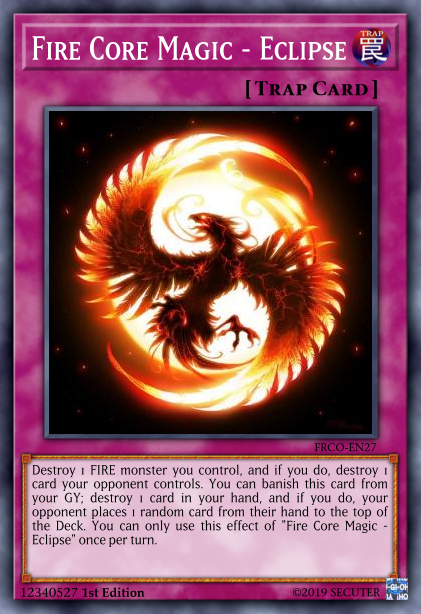 FIRE CORE MAGIC - ECLIPSE
TRAP
罠
[TRAP CARD]
FRCO-EN27
Destroy 1 FIRE monster you control, and if you do, destroy 1
card your opponent controls. You can banish this card from
your GY; destroy 1 card in your hand, and if you do, your
opponent places 1 random card from their hand to the top of
the Deck. You can only use this effect of "Fire Core Magic -
Eclipse" once per turn.
12340527 1st Edition
©2019 SECUTER